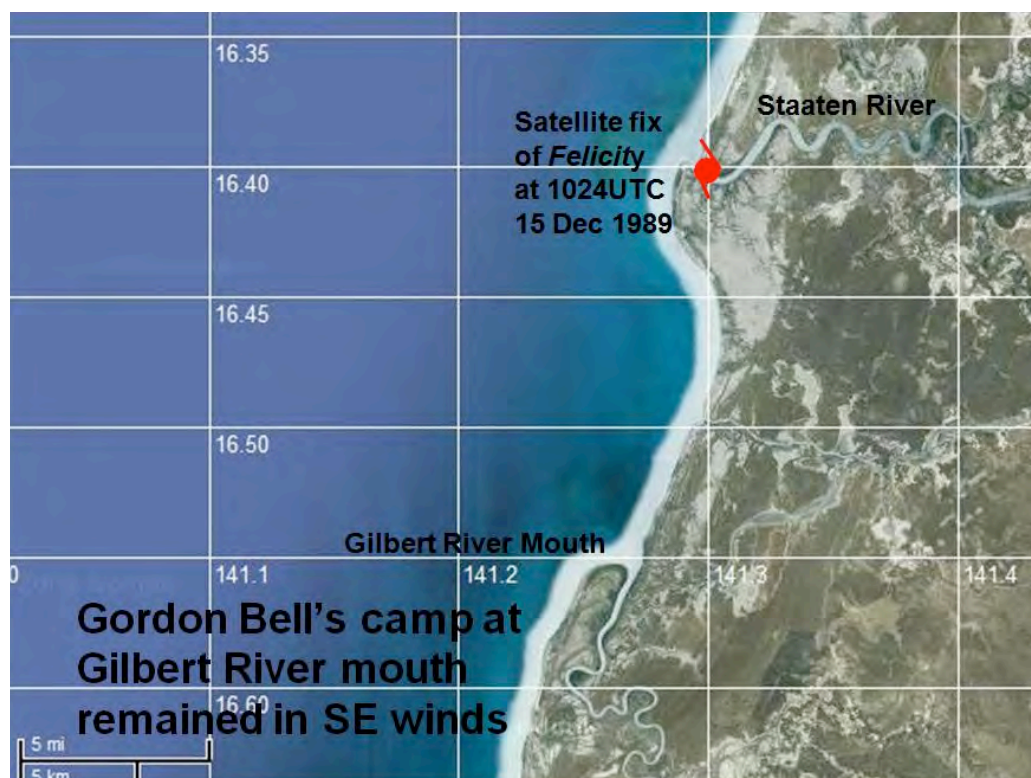 16.35
Staaten River
Satellite fix
of Felicity
at 1024UTC
15 Dec 1989
16.40
16.45
16.50
Gilbert River Mouth
0
141.1
141.2
141.3
141.4
Gordon Bell's camp at
Gilbert River mouth
remained in SE winds
16.60
5 mi
5 km